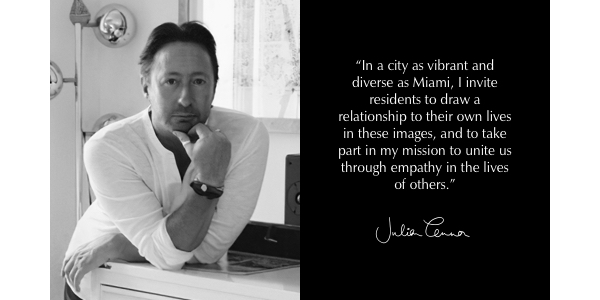 “In a city as vibrant and
diverse as Miami, I invite
residents to draw a
relationship to their own lives
in these images, and to take
part in my mission to unite us
through empathy in the lives
of others.”
Julian Lennon